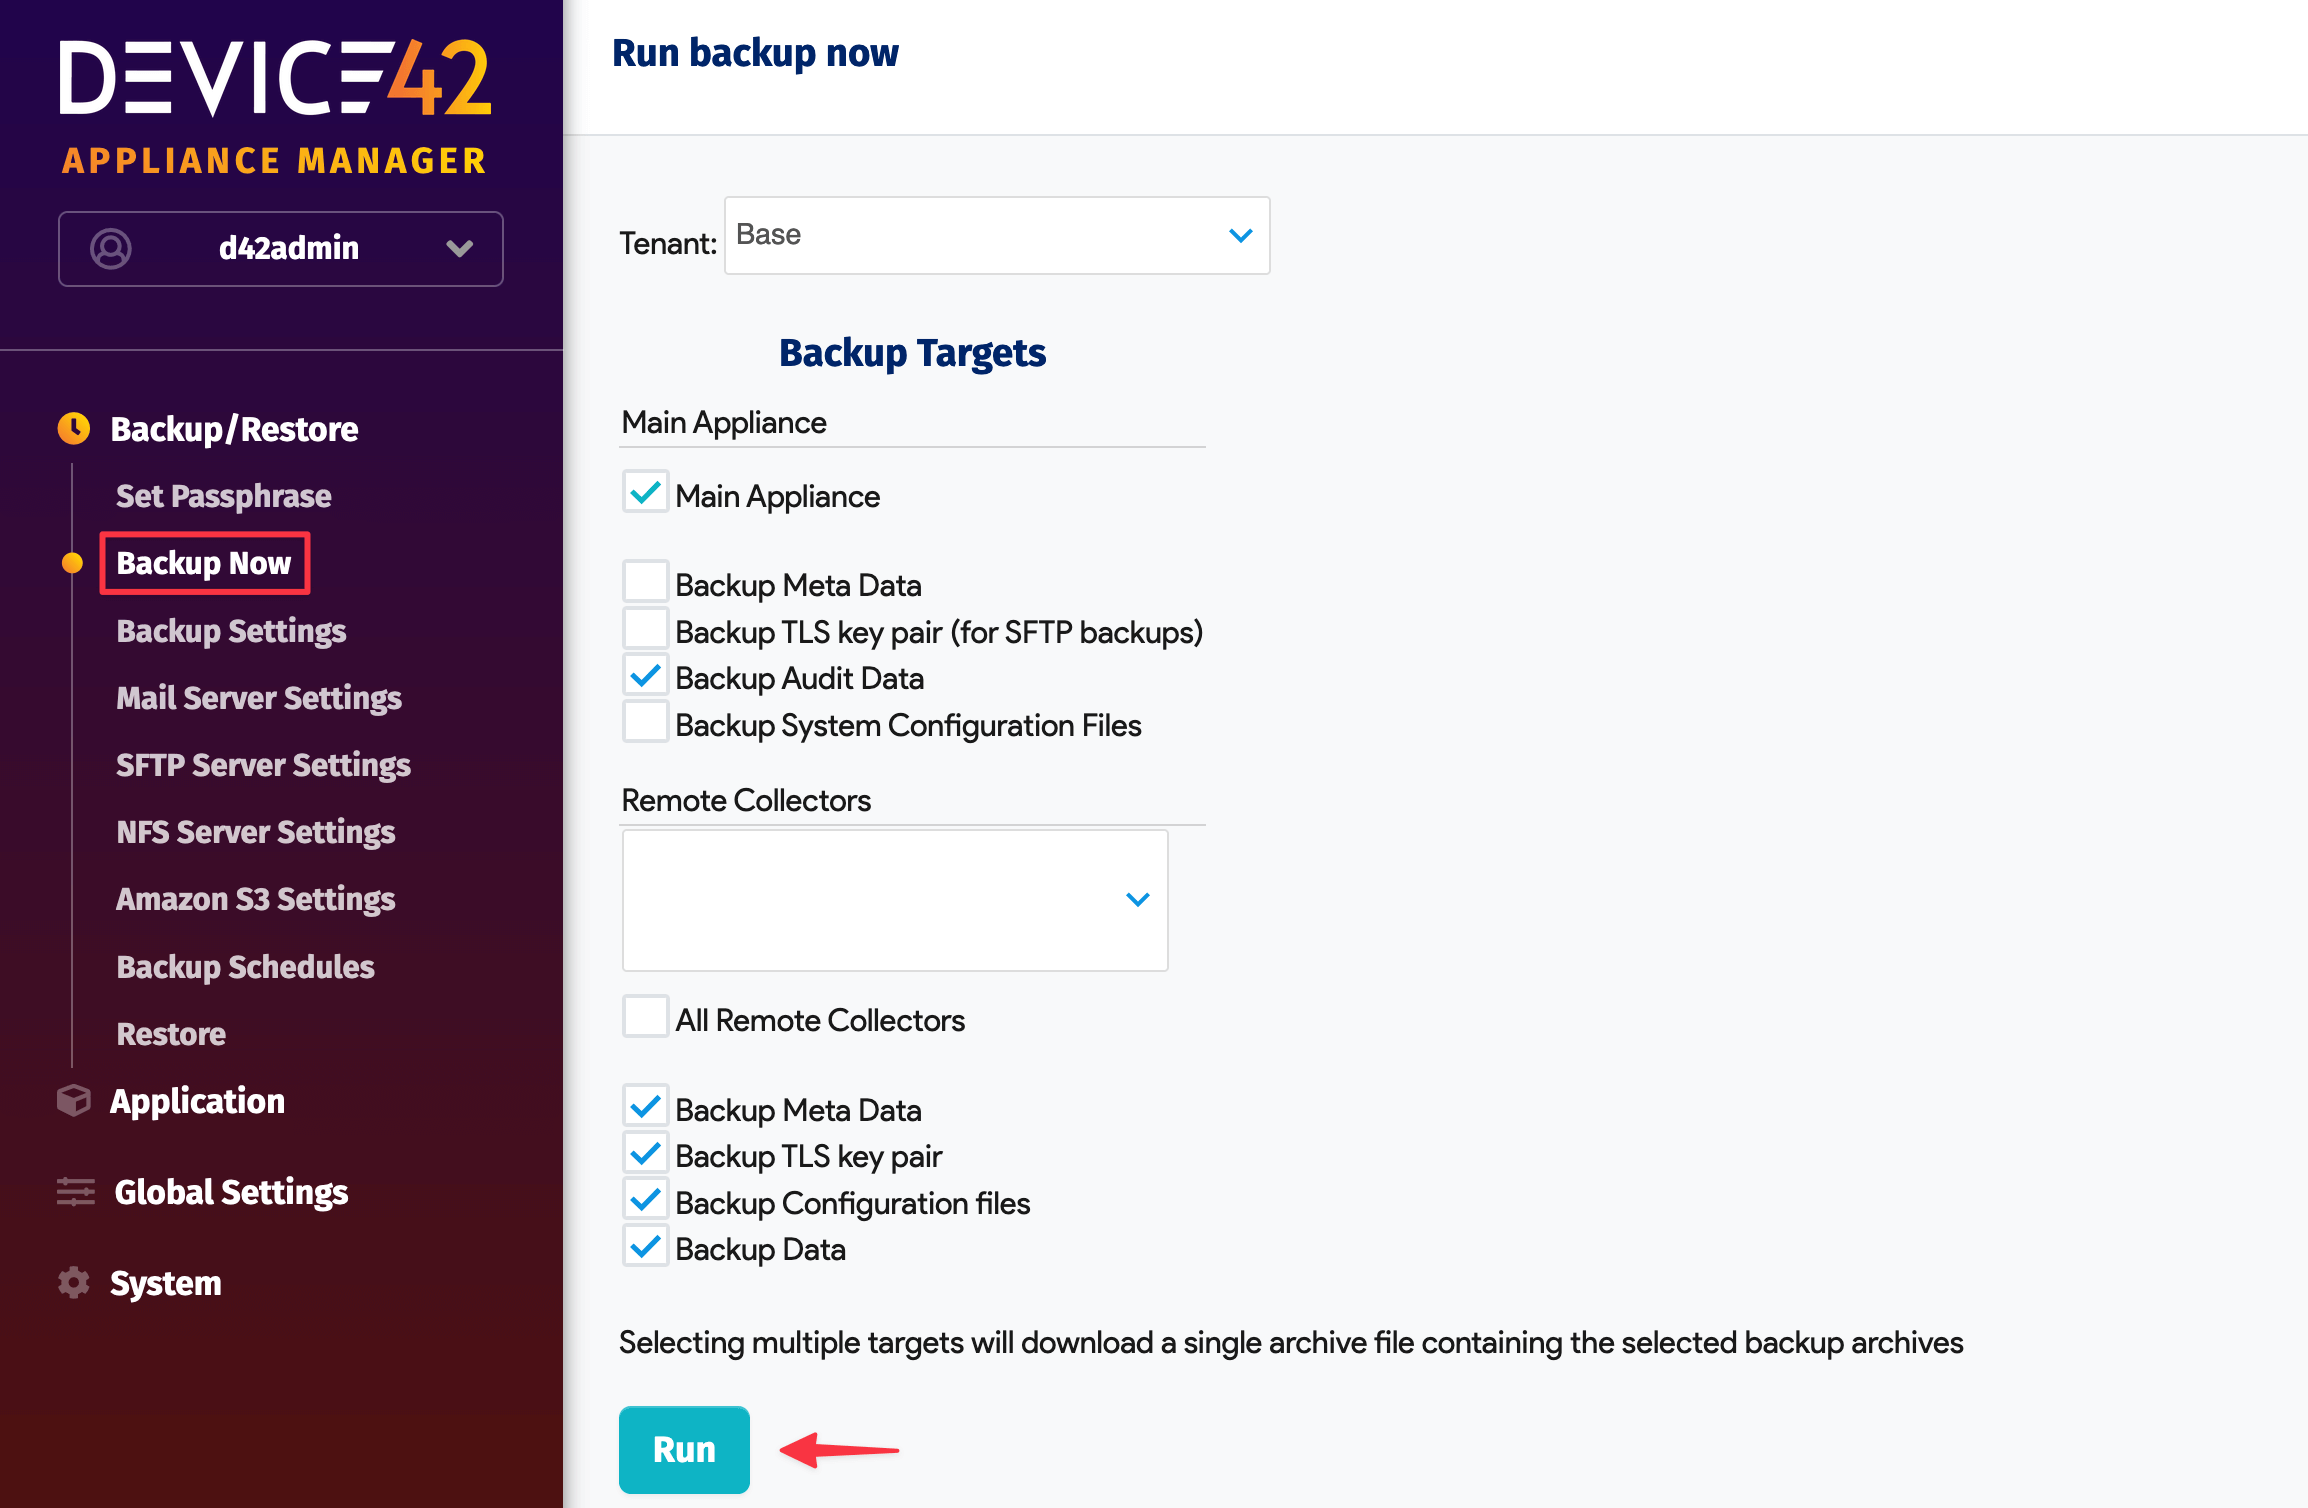 DEVICE42
APPLIANCE MANAGER
d42admin
Backup/Restore
Set Passphrase
Backup Now
Backup Settings
Mail Server Settings
SFTP Server Settings
NFS Server Settings
Amazon S3 Settings
Backup Schedules
Restore
Application
Global Settings
System
Run backup now
Tenant: Base
Backup Targets
Main Appliance
Main Appliance
Backup Meta Data
Backup TLS key pair (for SFTP backups)
Backup Audit Data
Backup System Configuration Files
Remote Collectors
All Remote Collectors
Backup Meta Data
Backup TLS key pair
Backup Configuration files
Backup Data
Selecting multiple targets will download a single archive file containing the selected backup archives
Run